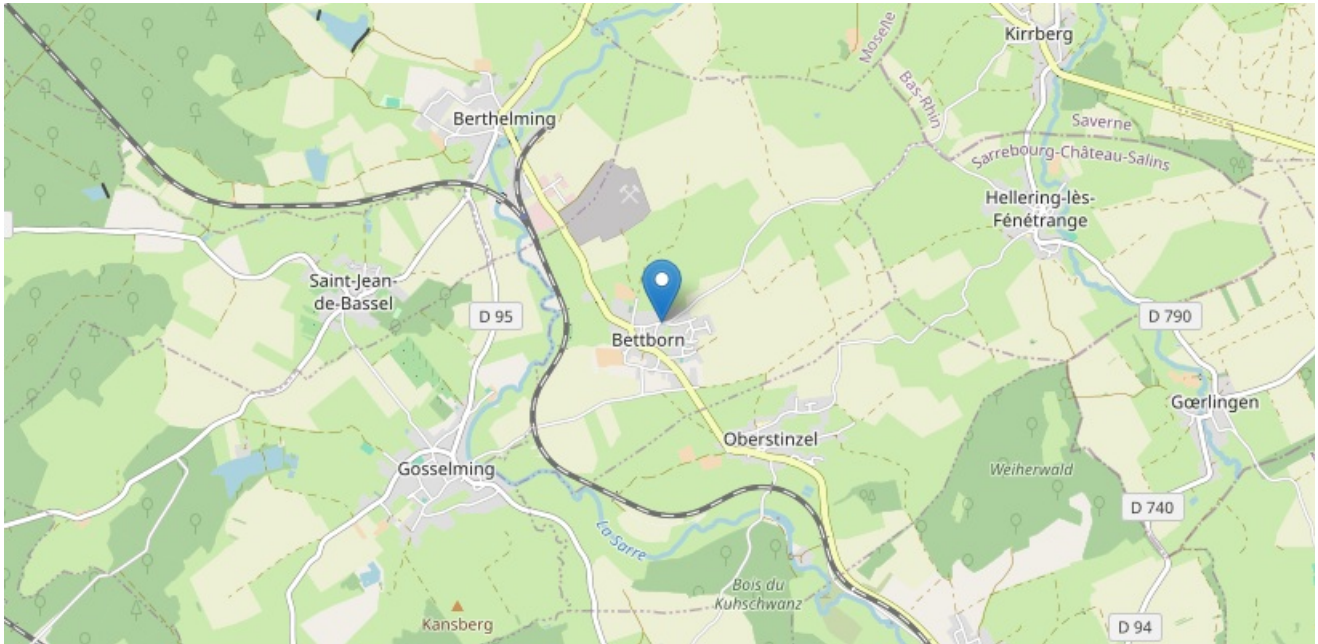 Kirrberg
Moselle
Bas-Rhin
Berthelming
Saverne
Sarrebourg-Château-Salins
Hellering-lès-
Fénétrange
Saint-Jean-
de-Bassel
D 95
D 790
Bettborn
Gœrlingen
Oberstinzel
Gosselming
Weiherwald
D 740
La Sarre
Bois du
Kuhschwanz
Kansberg
D 94